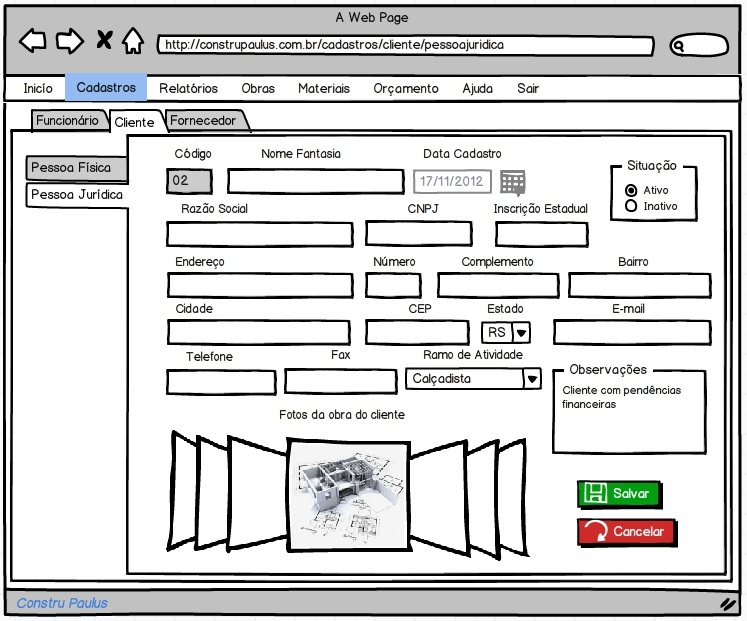 A Web Page
http://construpaulus.com.br/cadastros/cliente/pessoajuridica
Inicío Cadastros Relatórios Obras Materiais Orçamento Ajuda Sair
Funcionário Cliente Fornecedor
Pessoa Física
Pessoa Jurídica
Código Nome Fantasia Data Cadastro
02 17/11/2012
Situação
Ativo
Inativo
Razão Social CNPJ Inscrição Estadual
Endereço Número Complemento Bairro
Cidade CEP Estado E-mail
RS
Telefone Fax Ramo de Atividade
Calçadista
Observações
Cliente com pendências
financeiras
Fotos da obra do cliente
Salvar
Cancelar
Constru Paulus